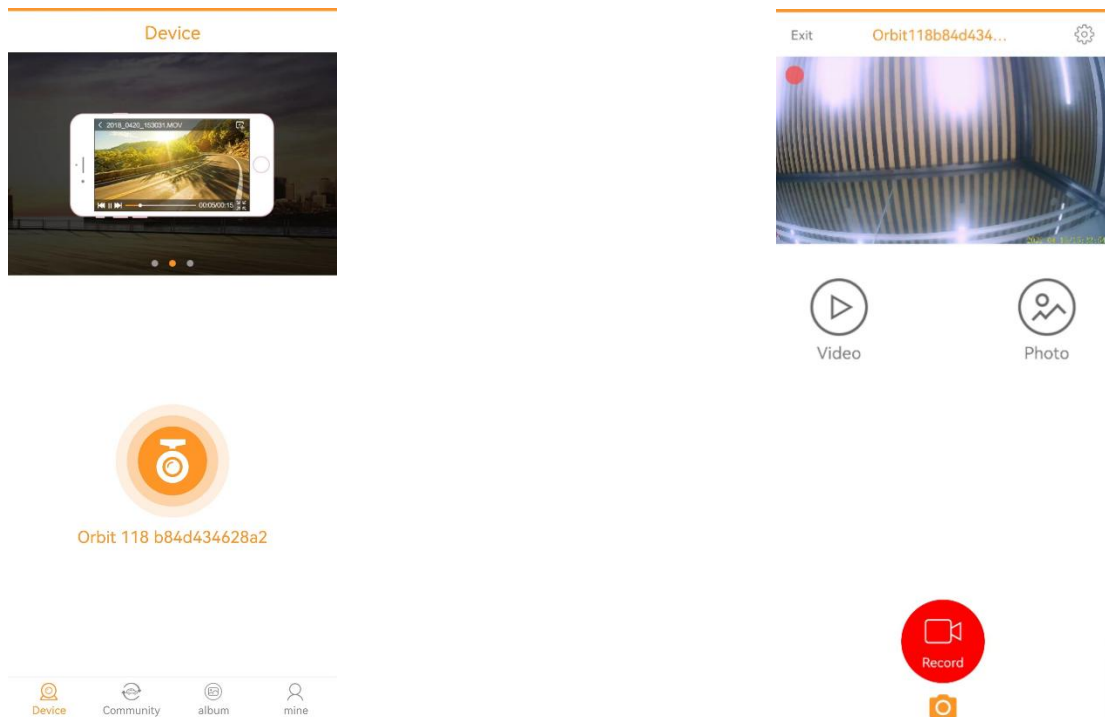 Device
2018_0420_153031.MOV
00:05/00:15
Orbit 118 b84d434628a2
Device
Community
album
mine
Exit
Orbit118b84d434...
Video
Photo
Record